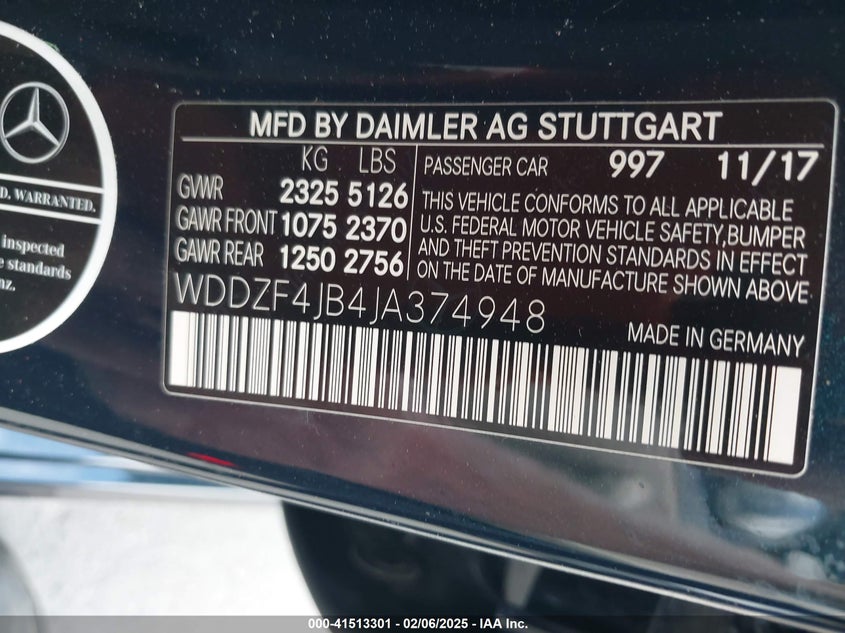 MFD BY DAIMLER AG STUTTGART
KG LBS
GVWR 2325 5126
GAWR FRONT 1075 2370
GAWR REAR 1250 2756
PASSENGER CAR 997 11/17
THIS VEHICLE CONFORMS TO ALL APPLICABLE
U.S. FEDERAL MOTOR VEHICLE SAFETY, BUMPER
AND THEFT PREVENTION STANDARDS IN EFFECT
ON THE DATE OF MANUFACTURE SHOWN ABOVE
WDDZF4JB4JA374948
MADE IN GERMANY
D. WARRANTED.
inspected
e standards
nz.
000-41513301 - 02/06/2025 - IAA Inc.